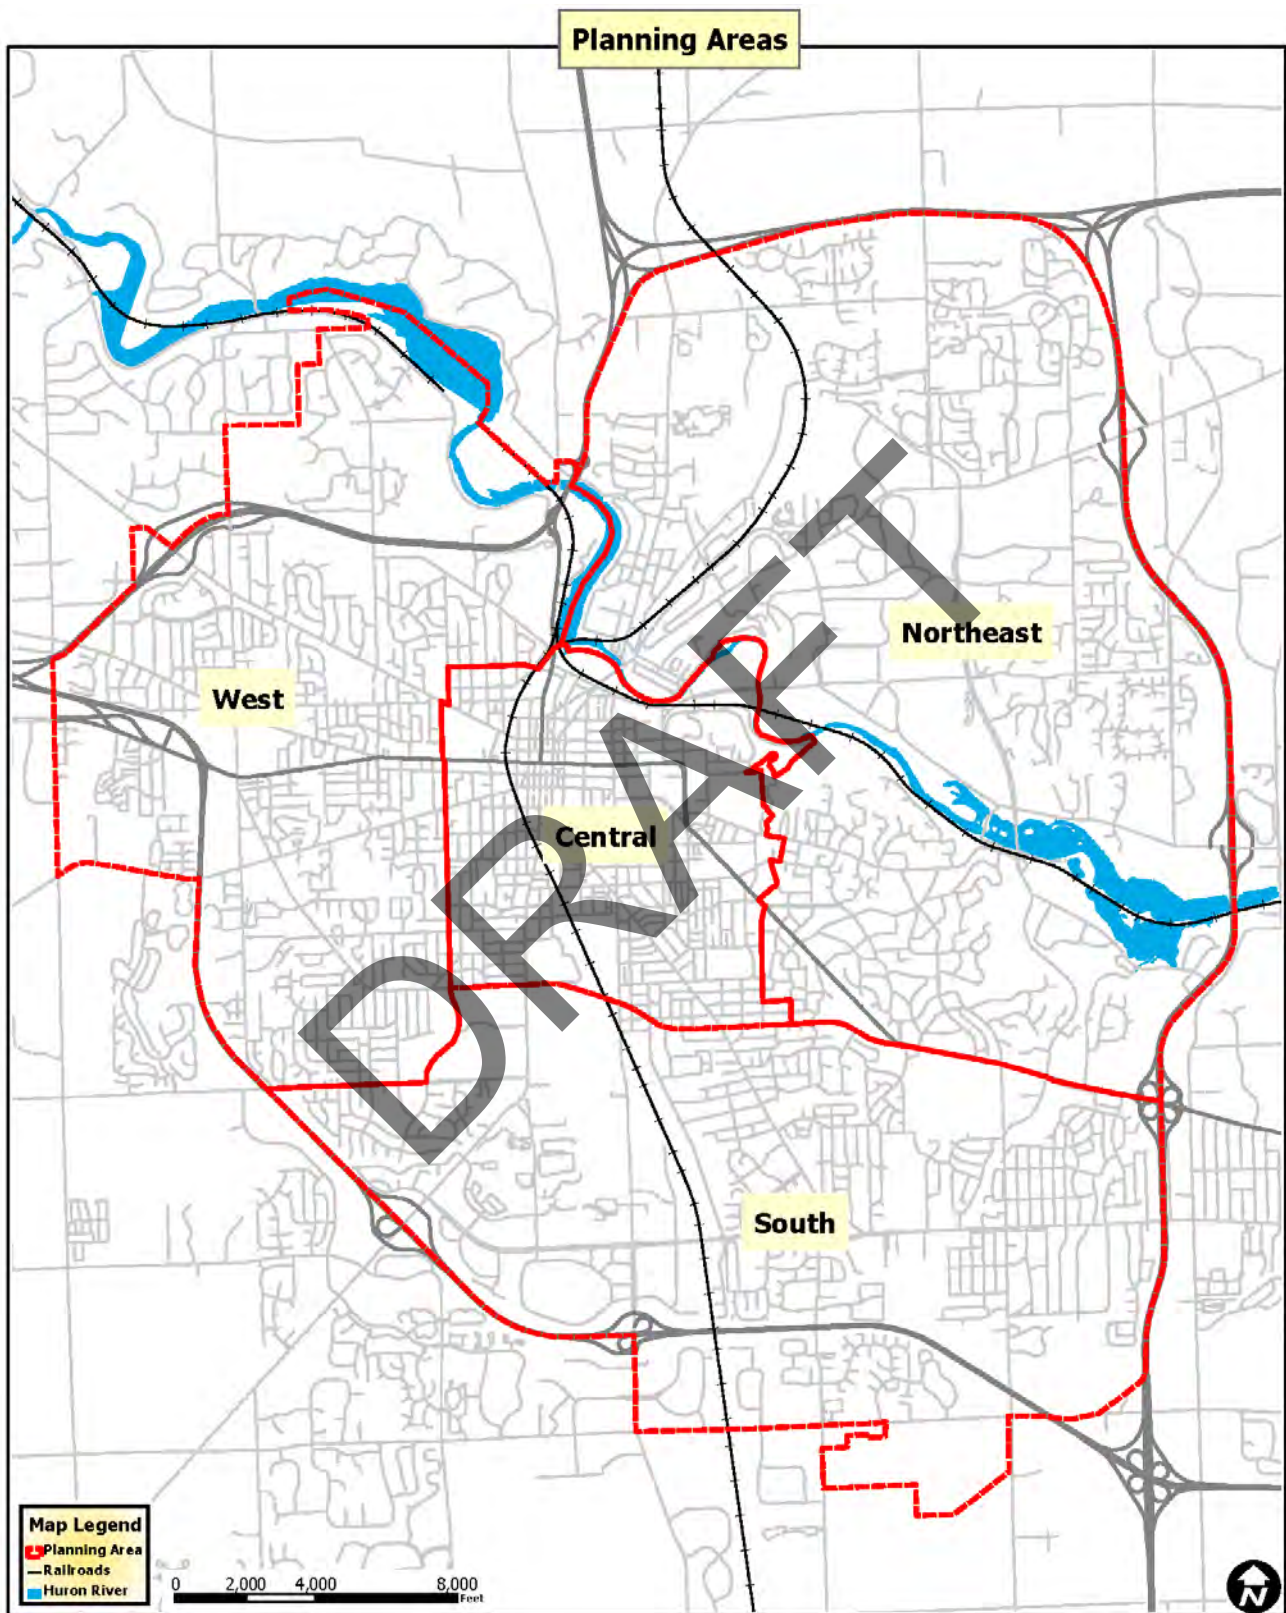 Planning Areas
Northeast
West
Central
DRAFT
South
Map Legend
Planning Area
Railroads
Huron River
0 2,000 4,000 8,000
Feet
N